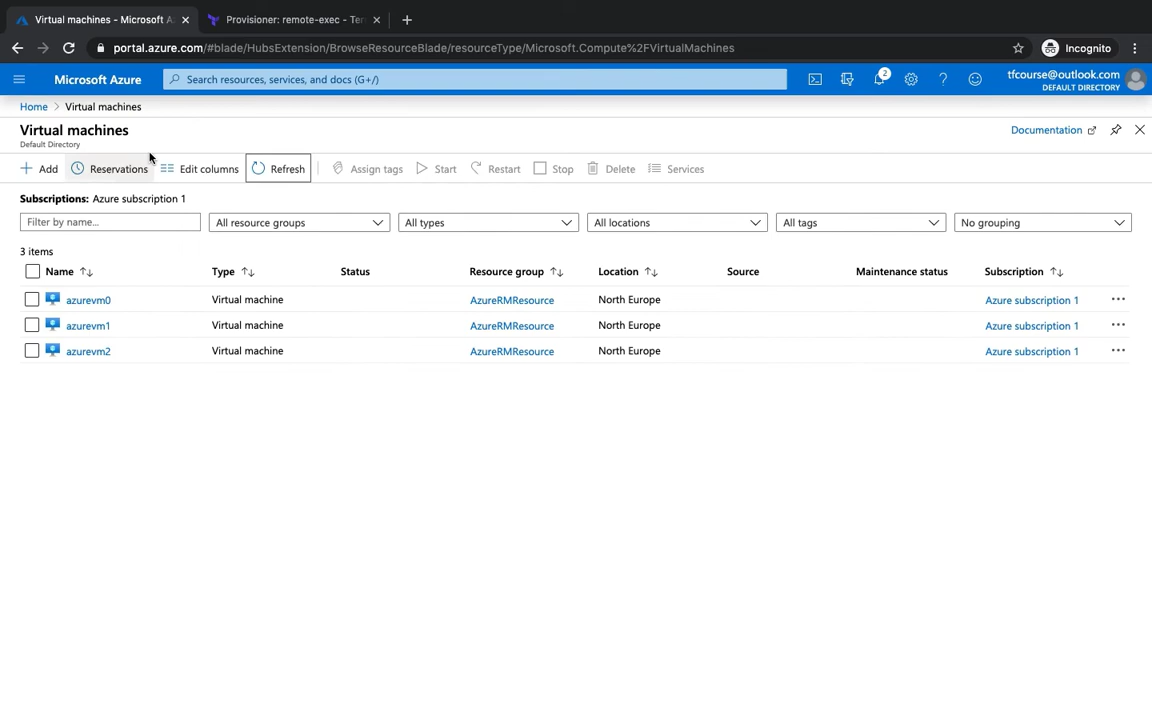 Virtual machines - Microsoft A
Provisioner: remote-exec - Ter
portal.azure.com/#blade/HubsExtension/BrowseResourceBlade/resourceType/Microsoft.Compute%2FVirtualMachines
Incognito
Microsoft Azure
Search resources, services, and docs (G+/)
2
tfcourse@outlook.com
DEFAULT DIRECTORY
Home > Virtual machines
Virtual machines
Default Directory
Documentation
Add Reservations Edit columns Refresh Assign tags Start Restart Stop Delete Services
Subscriptions: Azure subscription 1
Filter by name... All resource groups All types All locations All tags No grouping
3 items
Name Type Status Resource group Location Source Maintenance status Subscription
azurevm0 Virtual machine AzureRMResource North Europe Azure subscription 1
azurevm1 Virtual machine AzureRMResource North Europe Azure subscription 1
azurevm2 Virtual machine AzureRMResource North Europe Azure subscription 1